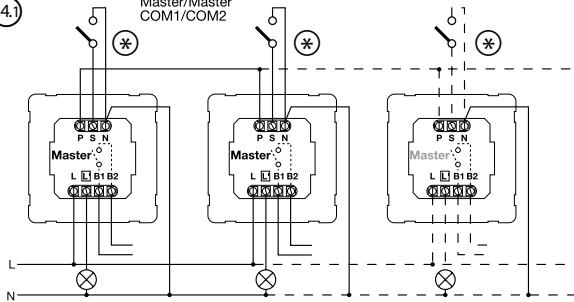 4.1
Master/Master
COM1/COM2
*
*
*
P S N
P S N
P S N
Master
Master
Master
L L' B1 B2
L L' B1 B2
L L' B1 B2
L
N